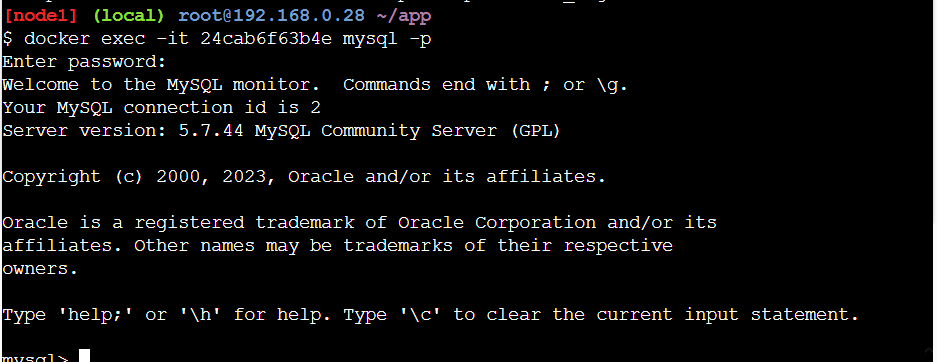 [node1] (local) root@192.168.0.28 ~/app
$ docker exec -it 24cab6f63b4e mysql -p
Enter password:
Welcome to the MySQL monitor.  Commands end with ; or \g.
Your MySQL connection id is 2
Server version: 5.7.44 MySQL Community Server (GPL)

Copyright (c) 2000, 2023, Oracle and/or its affiliates.

Oracle is a registered trademark of Oracle Corporation and/or its
affiliates. Other names may be trademarks of their respective
owners.

Type 'help;' or '\h' for help. Type '\c' to clear the current input statement.

mysql>